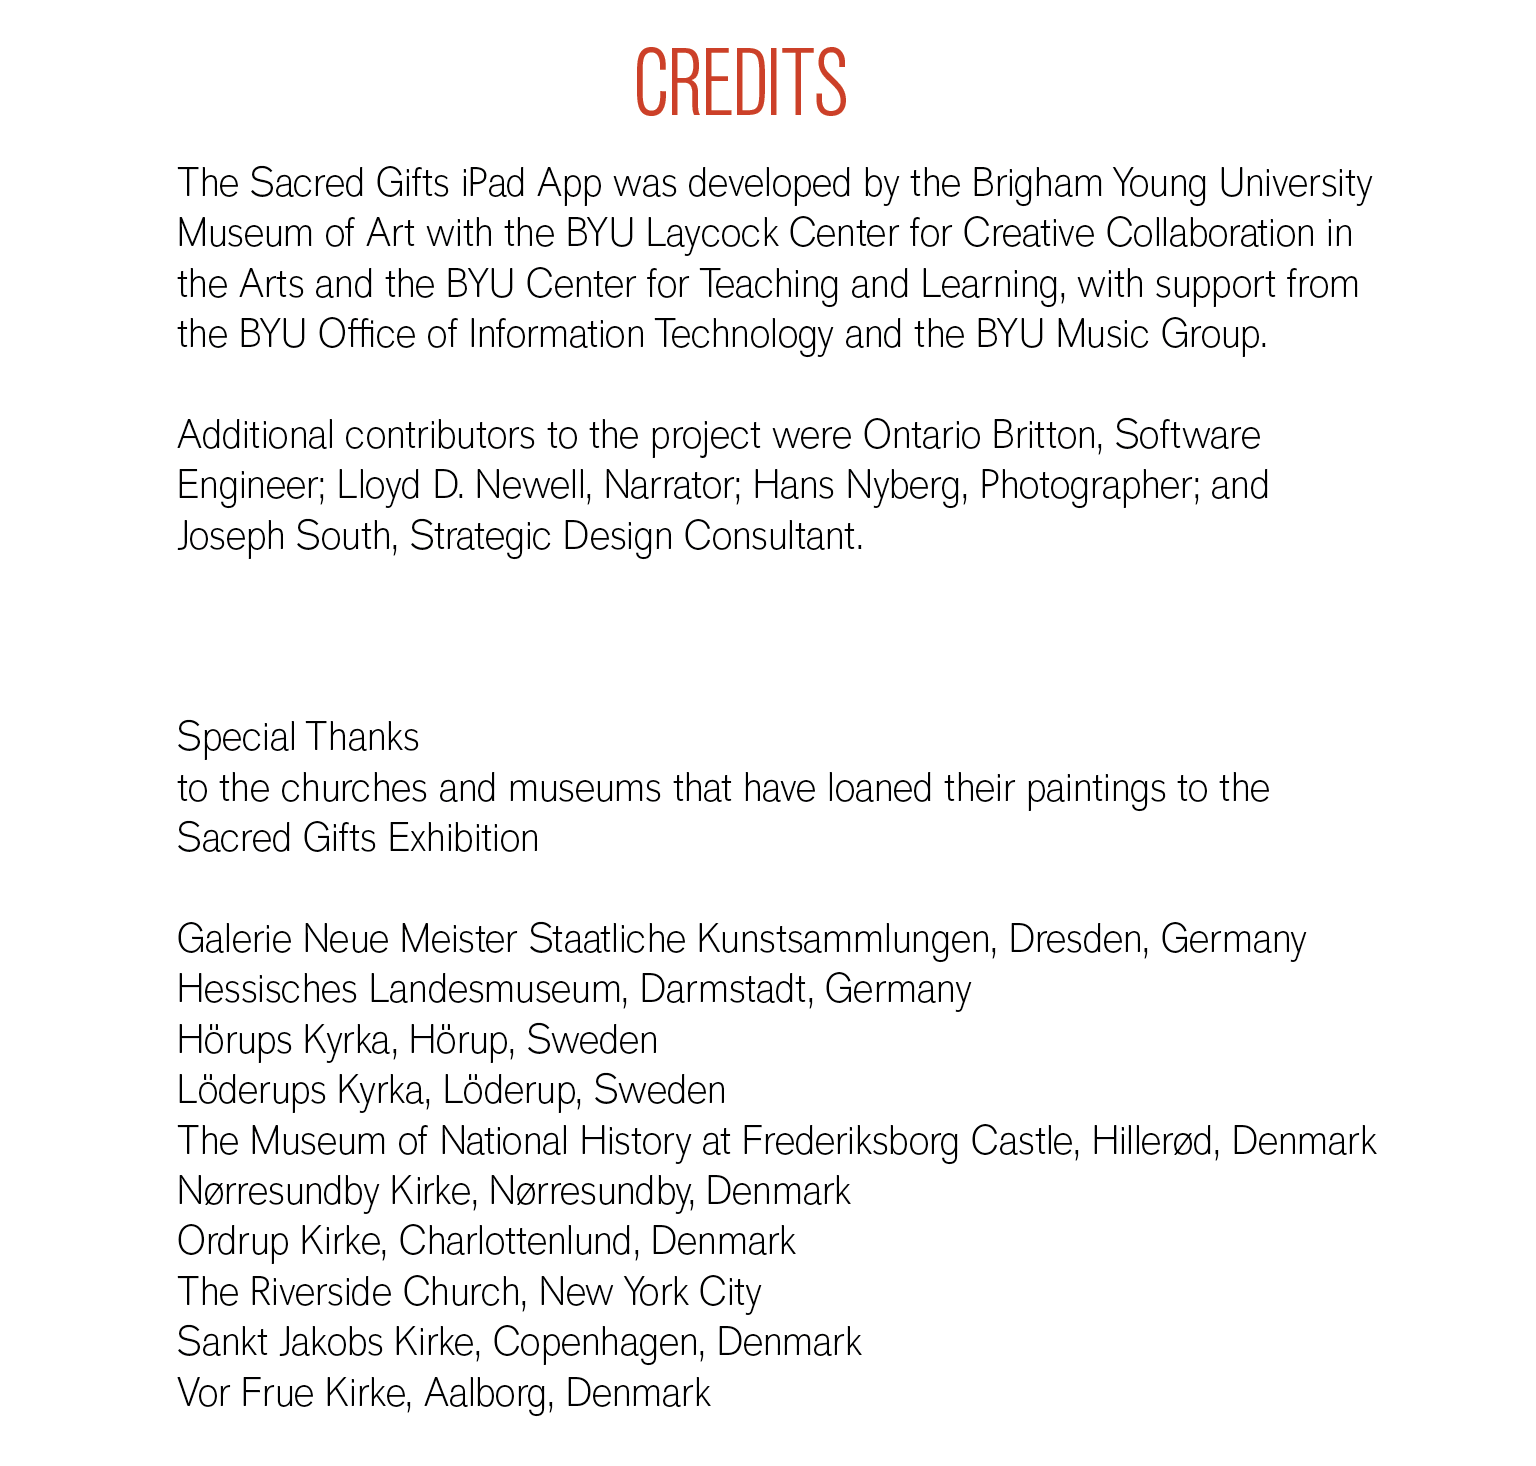 CREDITS
The Sacred Gifts iPad App was developed by the Brigham Young University
Museum of Art with the BYU Laycock Center for Creative Collaboration in
the Arts and the BYU Center for Teaching and Learning, with support from
the BYU Office of Information Technology and the BYU Music Group.
Additional contributors to the project were Ontario Britton, Software
Engineer; Lloyd D. Newell, Narrator; Hans Nyberg, Photographer; and
Joseph South, Strategic Design Consultant.
Special Thanks
to the churches and museums that have loaned their paintings to the
Sacred Gifts Exhibition
Galerie Neue Meister Staatliche Kunstsammlungen, Dresden, Germany
Hessisches Landesmuseum, Darmstadt, Germany
Hörups Kyrka, Hörup, Sweden
Löderups Kyrka, Löderup, Sweden
The Museum of National History at Frederiksborg Castle, Hillerød, Denmark
Nørresundby Kirke, Nørresundby, Denmark
Ordrup Kirke, Charlottenlund, Denmark
The Riverside Church, New York City
Sankt Jakobs Kirke, Copenhagen, Denmark
Vor Frue Kirke, Aalborg, Denmark